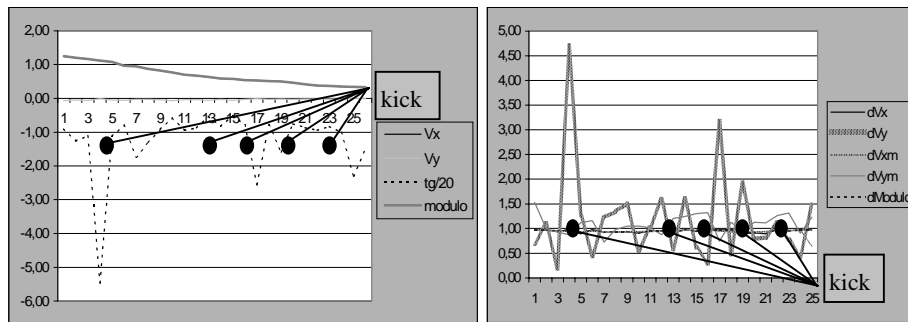 2,00
1,00
0,00
-1,00
-2,00
-3,00
-4,00
-5,00
-6,00
1 3 5 7 9 11 13 15 17 19 21 23 25
kick
Vx
Vy
tg/20
modulo
5,00
4,50
4,00
3,50
3,00
2,50
2,00
1,50
1,00
0,50
0,00
1 3 5 7 9 11 13 15 17 19 21 23 25
dVx
dVy
dVxm
dVym
dModulo
kick